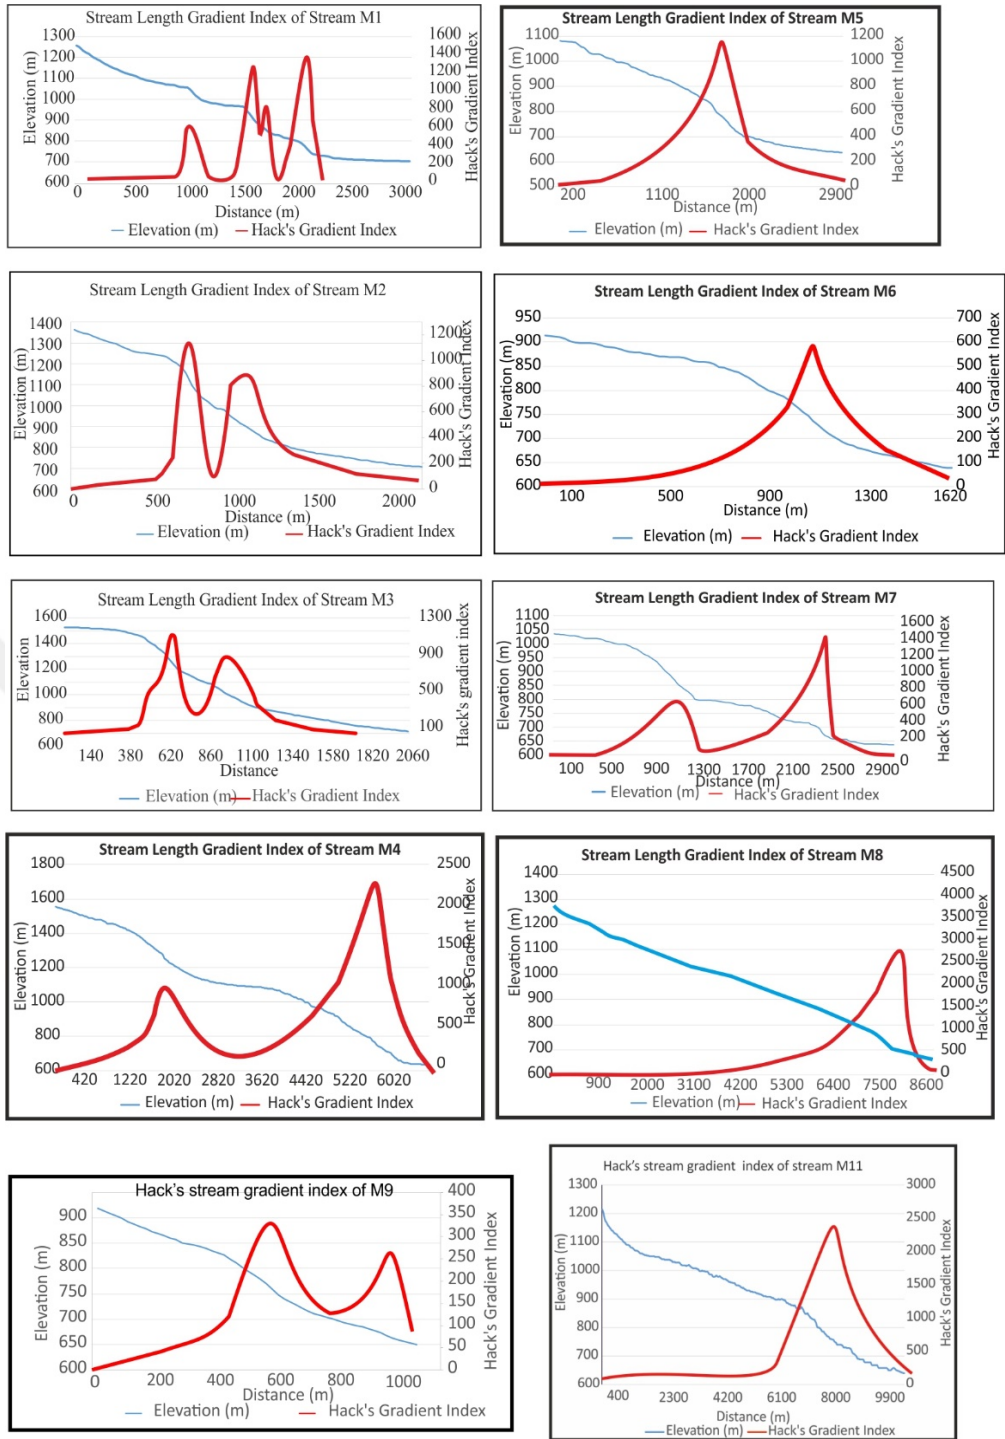 Stream Length Gradient Index of Stream M1
1300
1200
1100
1000
900
800
700
600
Elevation (m)
1600
1400
1200
1000
800
600
400
200
0
Hack's Gradient Index
0 500 1000 1500 2000 2500 3000
Distance (m)
Elevation (m) Hack's Gradient Index
Stream Length Gradient Index of Stream M5
1100
1000
900
800
700
600
500
Elevation (m)
1200
1000
800
600
400
200
0
Hack's Gradient Index
200 1100 2000 2900
Distance (m)
Elevation (m) Hack's Gradient Index
Stream Length Gradient Index of Stream M2
1400
1300
1200
1100
1000
900
800
700
600
Elevation (m)
1200
1000
800
600
400
200
0
Hack's Gradient Index
0 500 1000 1500 2000
Distance (m)
Elevation (m) Hack's Gradient Index
Stream Length Gradient Index of Stream M6
950
900
850
800
750
700
650
600
Elevation (m)
700
600
500
400
300
200
100
0
Hack's Gradient Index
100 500 900 1300 1620
Distance (m)
Elevation (m) Hack's Gradient Index
Stream Length Gradient Index of Stream M3
1600
1400
1200
1000
800
600
Elevation
1300
900
500
100
Hack's gradient index
140 380 620 860 1100 1340 1580 1820 2060
Distance
Elevation (m) Hack's Gradient Index
Stream Length Gradient Index of Stream M7
1100
1050
1000
950
900
850
800
750
700
650
600
Elevation (m)
1600
1400
1200
1000
800
600
400
200
0
Hack's Gradient Index
100 500 900 1300 1700 2100 2500 2900
Distance (m)
Elevation (m) Hack's Gradient Index
Stream Length Gradient Index of Stream M4
1800
1600
1400
1200
1000
800
600
Elevation (m)
2500
2000
1500
1000
500
0
Hack's Gradient Index
420 1220 2020 2820 3620 4420 5220 6020
Elevation (m) Hack's Gradient Index
Stream Length Gradient Index of Stream M8
1400
1300
1200
1100
1000
900
800
700
600
Elevation (m)
4500
4000
3500
3000
2500
2000
1500
1000
500
0
Hack's Gradient Index
900 2000 3100 4200 5300 6400 7500 8600
Elevation (m) Hack's Gradient Index
Hack's stream gradient index of M9
900
850
800
750
700
650
600
Elevation (m)
400
350
300
250
200
150
100
50
0
Hack's Gradient Index
0 200 400 600 800 1000
Distance (m)
Elevation (m) Hack's Gradient Index
Hack's stream gradient index of stream M11
1300
1200
1100
1000
900
800
700
600
Elevation (m)
3000
2500
2000
1500
1000
500
0
Hack's Gradient Index
400 2300 4200 6100 8000 9900
Distance (m)
Elevation (m) Hack's Gradient Index